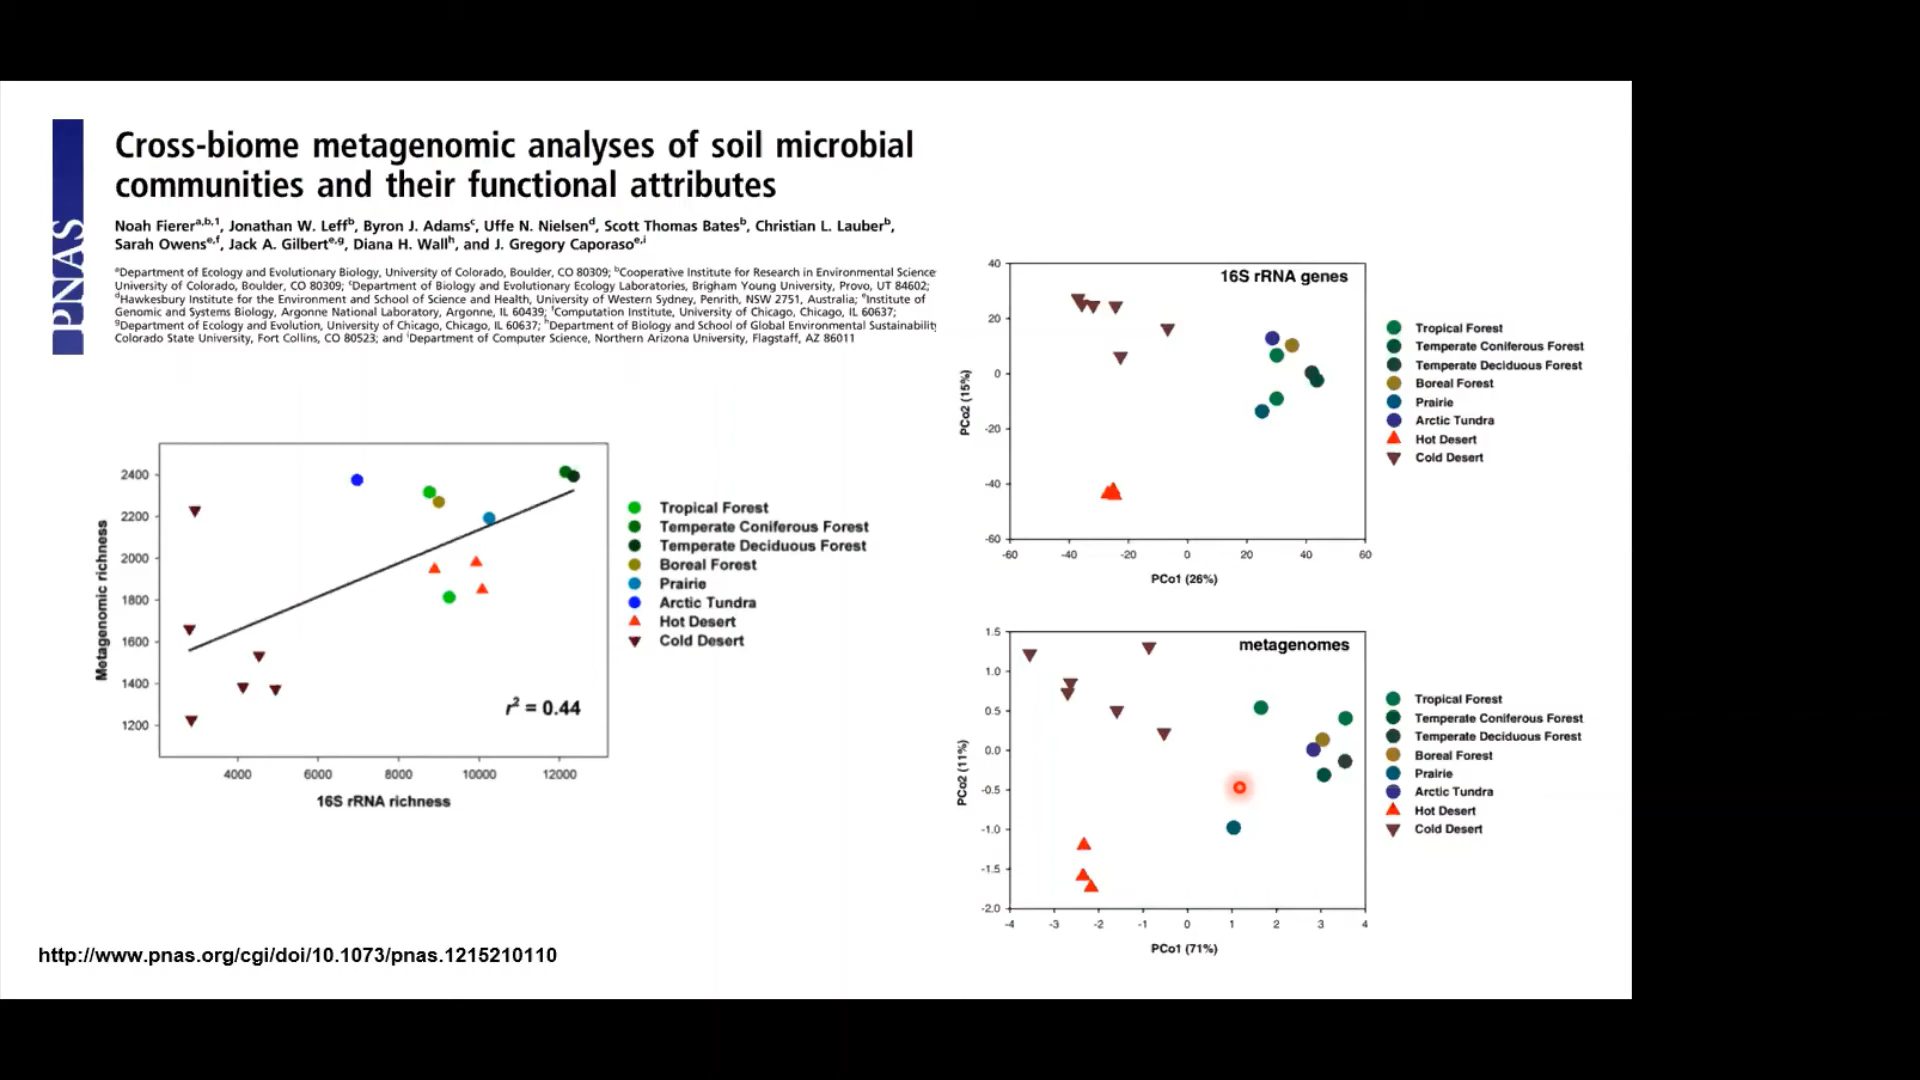 PNAS
Cross-biome metagenomic analyses of soil microbial
communities and their functional attributes
Noah Fierer^a,b,1, Jonathan W. Leff^b, Byron J. Adams^c, Uffe N. Nielsen^d, Scott Thomas Bates^b, Christian L. Lauber^b,
Sarah Owens^e,f, Jack A. Gilbert^e,g, Diana H. Wall^h, and J. Gregory Caporaso^e,i
^aDepartment of Ecology and Evolutionary Biology, University of Colorado, Boulder, CO 80309; ^bCooperative Institute for Research in Environmental Science
University of Colorado, Boulder, CO 80309; ^cDepartment of Biology and Evolutionary Ecology Laboratories, Brigham Young University, Provo, UT 84602;
^dHawkesbury Institute for the Environment and School of Science and Health, University of Western Sydney, Penrith, NSW 2751, Australia; ^eInstitute of
Genomic and Systems Biology, Argonne National Laboratory, Argonne, IL 60439; ^fComputation Institute, University of Chicago, Chicago, IL 60637;
^gDepartment of Ecology and Evolution, University of Chicago, Chicago, IL 60637; ^hDepartment of Biology and School of Global Environmental Sustainability
Colorado State University, Fort Collins, CO 80523; and ^iDepartment of Computer Science, Northern Arizona University, Flagstaff, AZ 86011
Metagenomic richness
2400
2200
2000
1800
1600
1400
1200
r² = 0.44
4000 6000 8000 10000 12000
16S rRNA richness
Tropical Forest
Temperate Coniferous Forest
Temperate Deciduous Forest
Boreal Forest
Prairie
Arctic Tundra
Hot Desert
Cold Desert
16S rRNA genes
PCo2 (15%)
40
20
0
-20
-40
-60
-60 -40 -20 0 20 40 60
PCo1 (26%)
Tropical Forest
Temperate Coniferous Forest
Temperate Deciduous Forest
Boreal Forest
Prairie
Arctic Tundra
Hot Desert
Cold Desert
metagenomes
PCo2 (11%)
1.5
1.0
0.5
0.0
-0.5
-1.0
-1.5
-2.0
-4 -3 -2 -1 0 1 2 3 4
PCo1 (71%)
Tropical Forest
Temperate Coniferous Forest
Temperate Deciduous Forest
Boreal Forest
Prairie
Arctic Tundra
Hot Desert
Cold Desert
http://www.pnas.org/cgi/doi/10.1073/pnas.1215210110